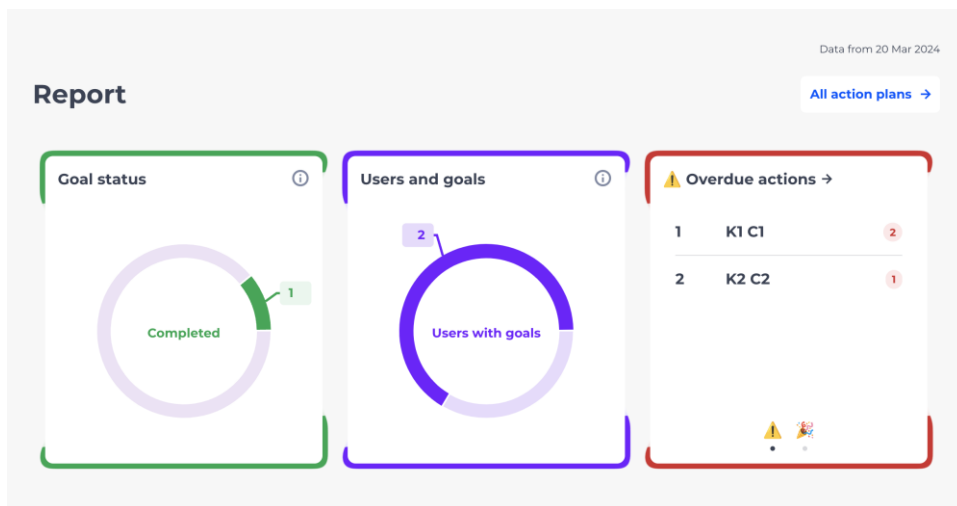 Data from 20 Mar 2024
Report
All action plans →
Goal status
1
Completed
Users and goals
2
Users with goals
⚠️ Overdue actions →
1 K1 C1 2
2 K2 C2 1